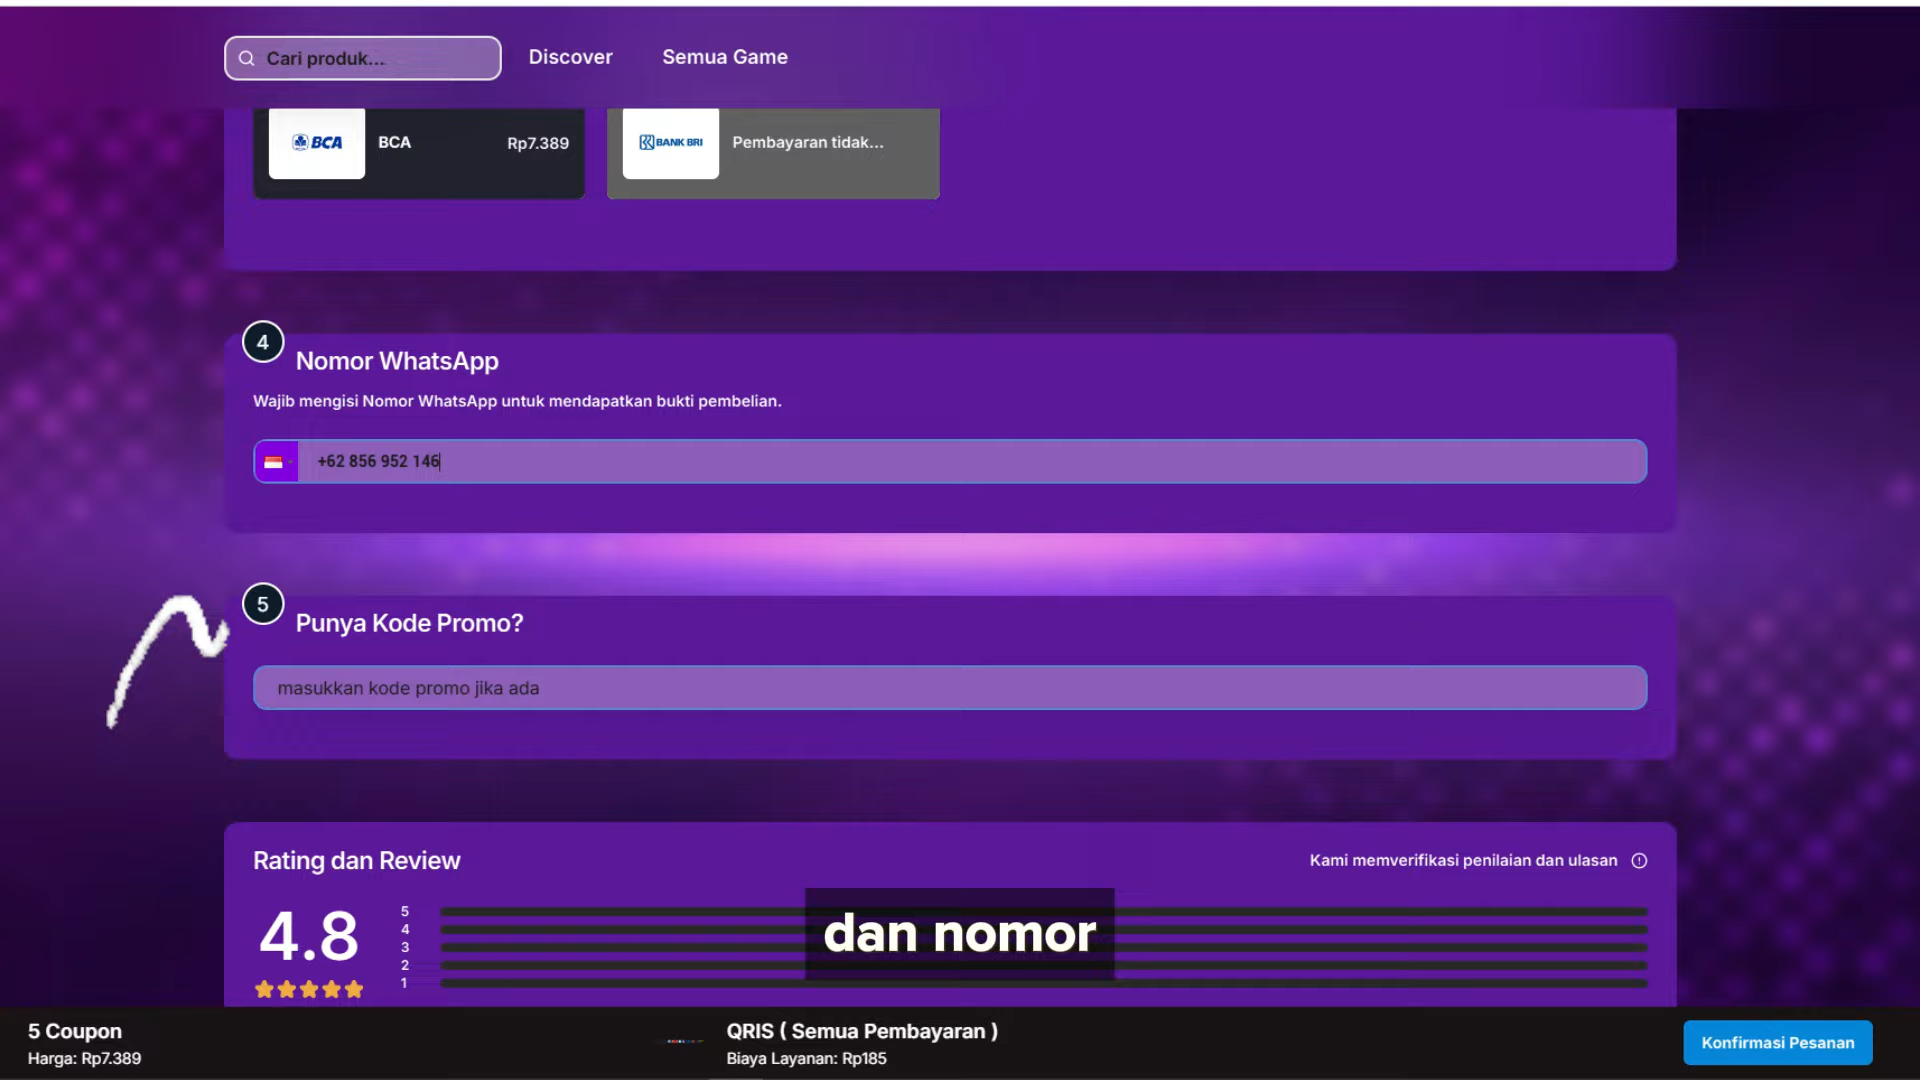 Cari produk...
Discover
Semua Game
BCA
BCA
Rp7.389
BANK BRI
Pembayaran tidak...
4
Nomor WhatsApp
Wajib mengisi Nomor WhatsApp untuk mendapatkan bukti pembelian.
+62 856 952 146
5
Punya Kode Promo?
masukkan kode promo jika ada
Rating dan Review
Kami memverifikasi penilaian dan ulasan
4.8
5
4
3
2
1
dan nomor
5 Coupon
Harga: Rp7.389
QRIS ( Semua Pembayaran )
Biaya Layanan: Rp185
Konfirmasi Pesanan